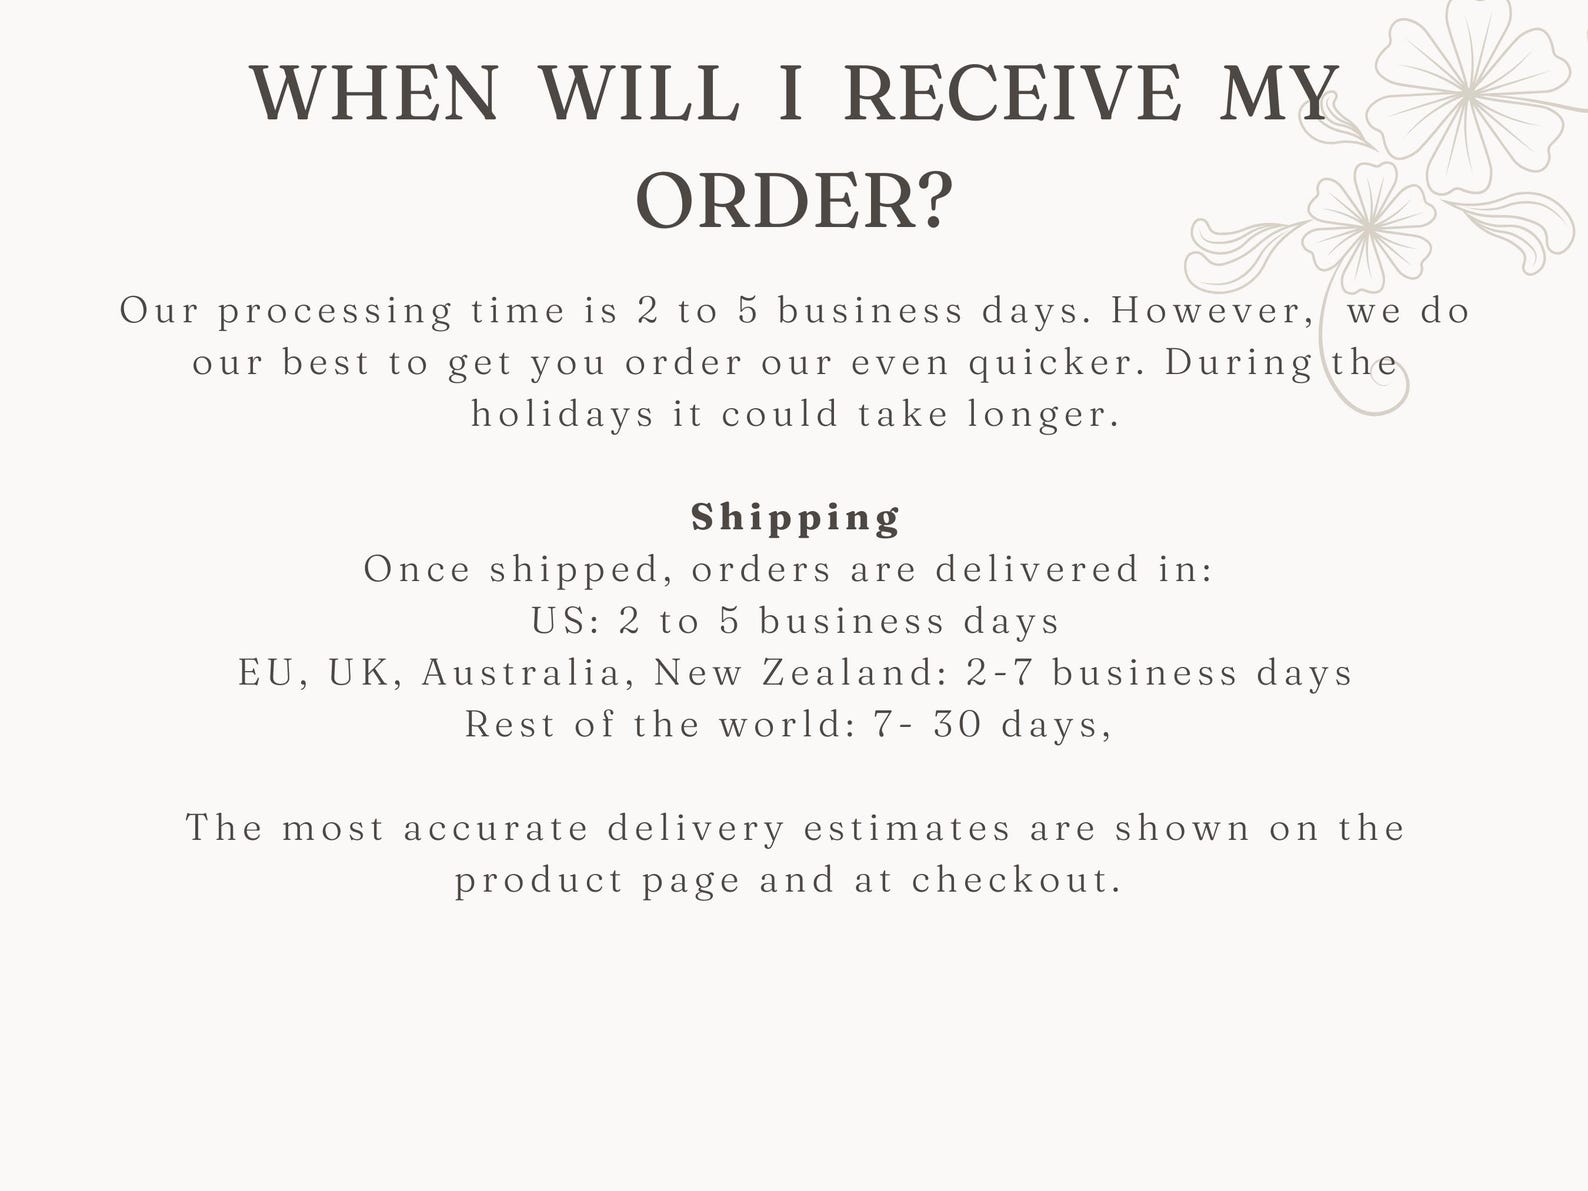 WHEN WILL I RECEIVE MY
ORDER?
Our processing time is 2 to 5 business days. However,  we do
our best to get you order our even quicker. During the
holidays it could take longer.
Shipping
Once shipped, orders are delivered in:
US: 2 to 5 business days
EU, UK, Australia, New Zealand: 2-7 business days
Rest of the world: 7- 30 days,
The most accurate delivery estimates are shown on the
product page and at checkout.